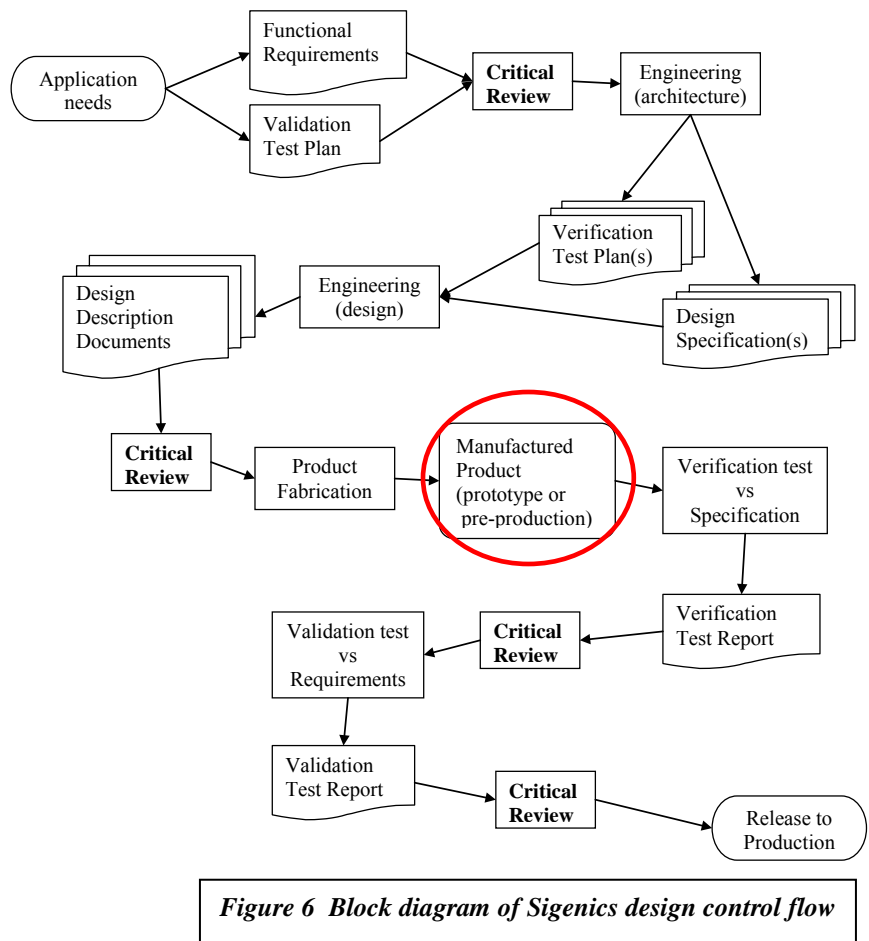 Application
needs
Functional
Requirements
Validation
Test Plan
Critical
Review
Engineering
(architecture)
Verification
Test Plan(s)
Design
Specification(s)
Engineering
(design)
Design
Description
Documents
Critical
Review
Product
Fabrication
Manufactured
Product
(prototype or
pre-production)
Verification test
vs
Specification
Verification
Test Report
Critical
Review
Validation test
vs
Requirements
Validation
Test Report
Critical
Review
Release to
Production
Figure 6 Block diagram of Sigenics design control flow